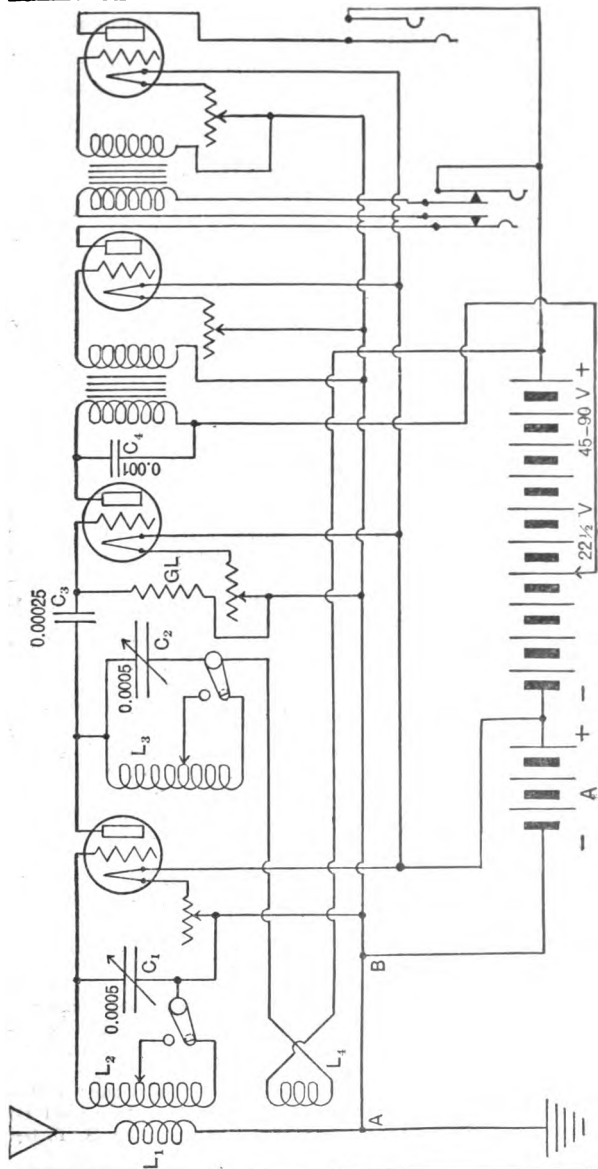 0.00025
C₃
0.001
C₄
GL
0.0005
C₂
L₃
0.0005
C₁
L₂
L₁
L₄
A
B
22½ V
45–90 V
+
−
+
−
A